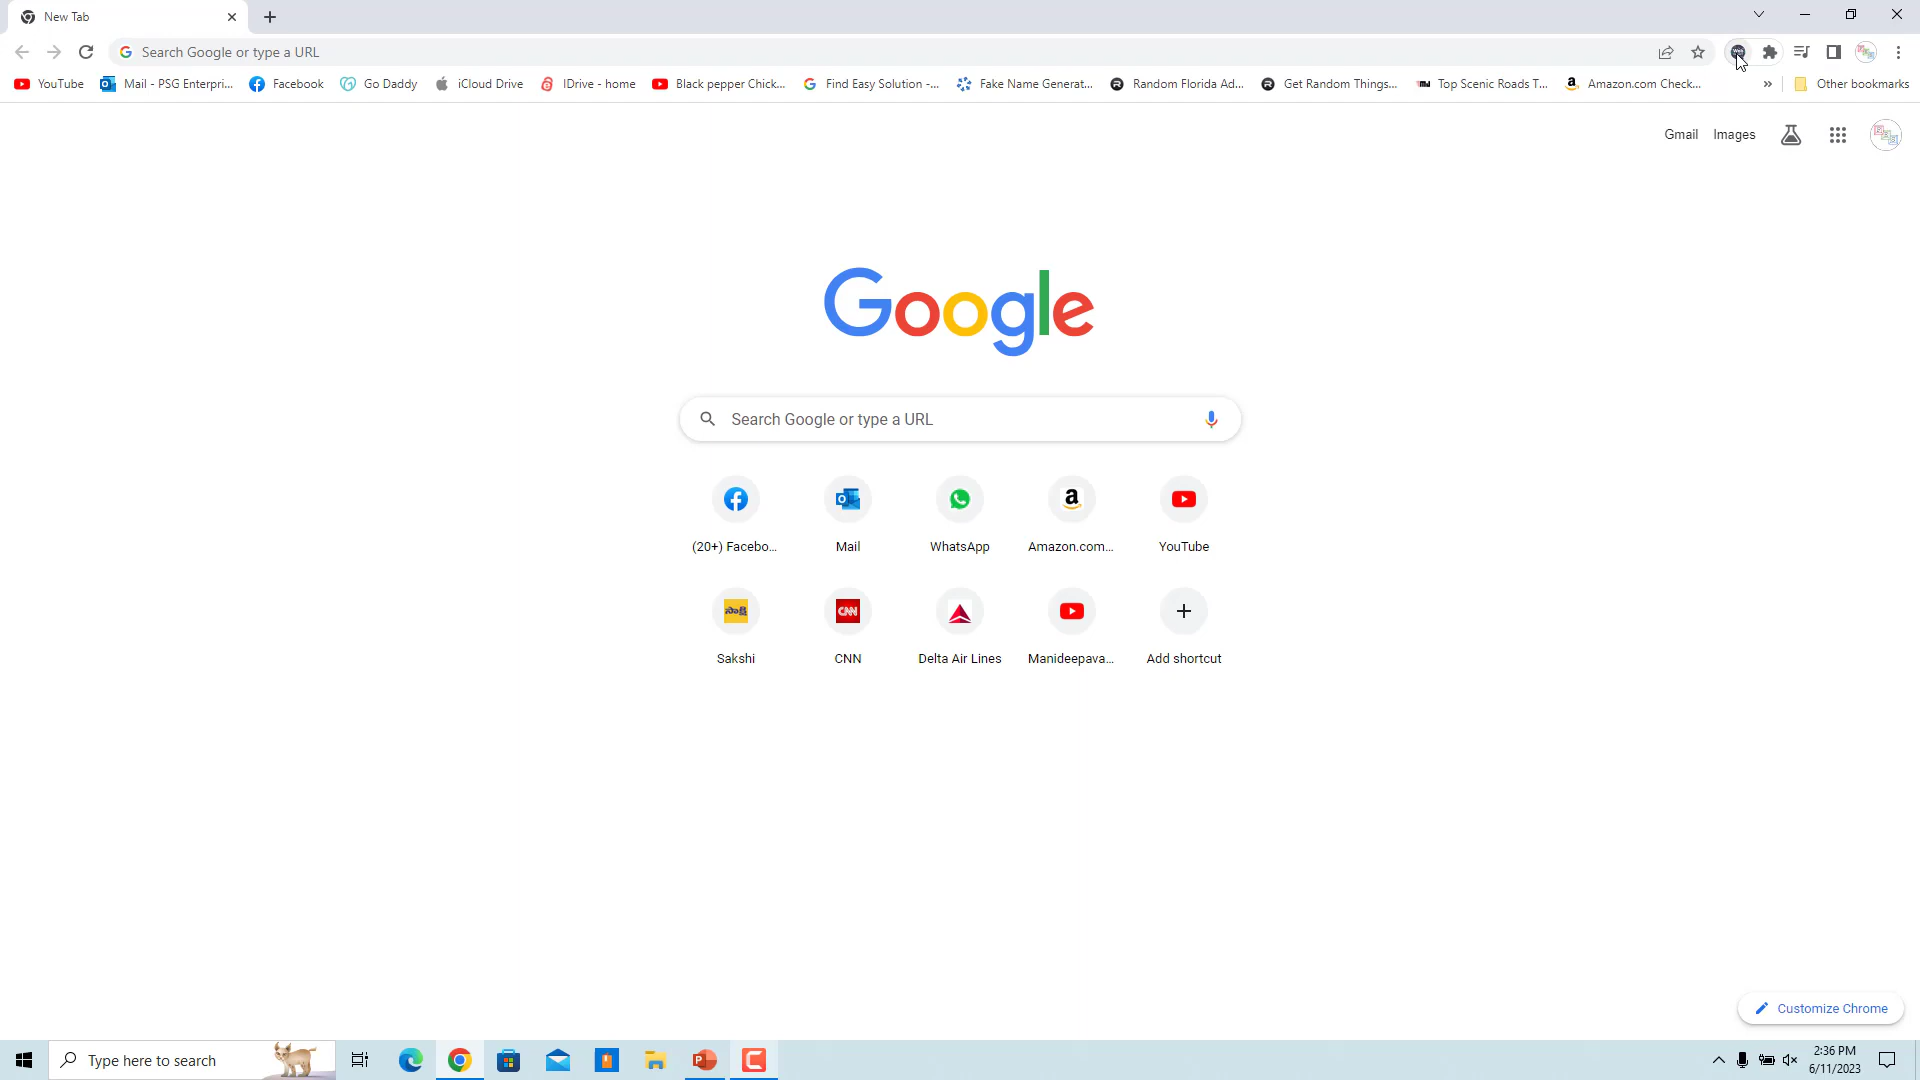 New Tab
Search Google or type a URL
YouTube
Mail - PSG Enterpri...
Facebook
Go Daddy
iCloud Drive
IDrive - home
Black pepper Chick...
Find Easy Solution -...
Fake Name Generat...
Random Florida Ad...
Get Random Things...
Top Scenic Roads T...
Amazon.com Check...
»
Other bookmarks
Gmail
Images
Google
Search Google or type a URL
(20+) Facebo...
Mail
WhatsApp
Amazon.com...
YouTube
సాక్షి
CNN
Sakshi
CNN
Delta Air Lines
Manideepava...
Add shortcut
Customize Chrome
Type here to search
2:36 PM
6/11/2023